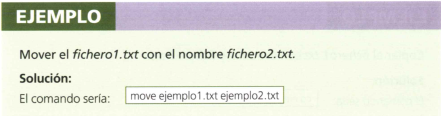 EJEMPLO
Mover el fichero1.txt con el nombre fichero2.txt.
Solución:
El comando sería: move ejemplo1.txt ejemplo2.txt